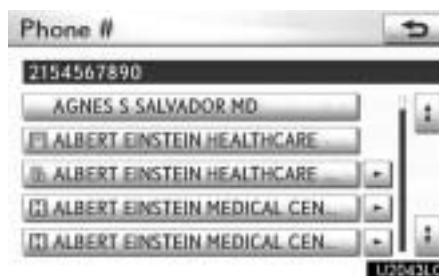 Phone #
2154567890
AGNES S SALVADOR MD
ALBERT EINSTEIN HEALTHCARE
ALBERT EINSTEIN HEALTHCARE
ALBERT EINSTEIN MEDICAL CEN...
ALBERT EINSTEIN MEDICAL CEN...